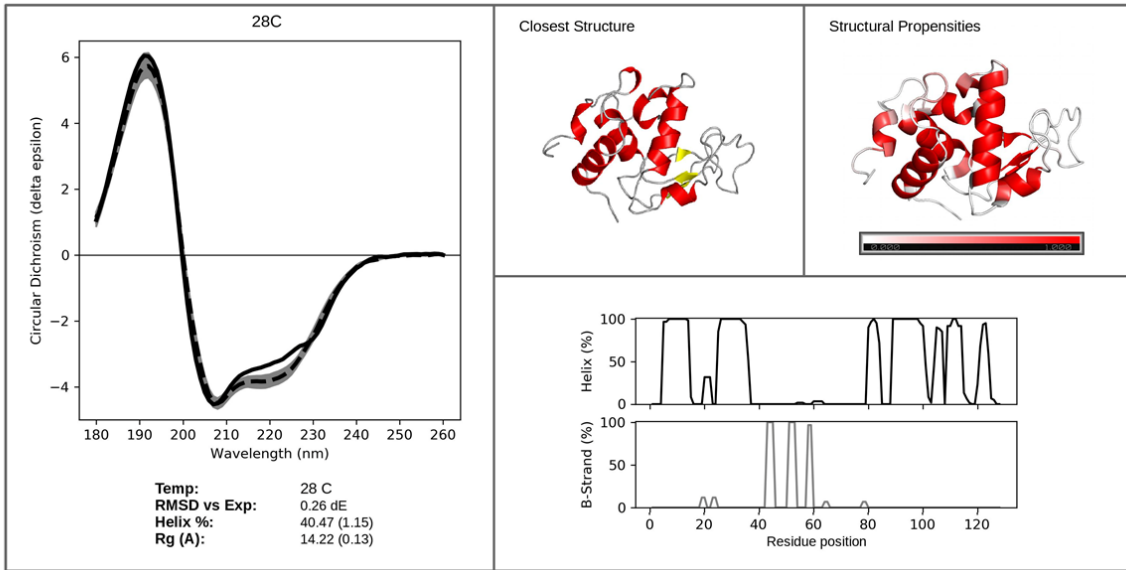 28C
Circular Dichroism (delta epsilon)
6
4
2
0
−2
−4
180 190 200 210 220 230 240 250 260
Wavelength (nm)
Temp: 28 C
RMSD vs Exp: 0.26 dE
Helix %: 40.47 (1.15)
Rg (A): 14.22 (0.13)
Closest Structure
Structural Propensities
0.000 1.000
Helix (%)
100
50
0
B-Strand (%)
100
50
0
0 20 40 60 80 100 120
Residue position